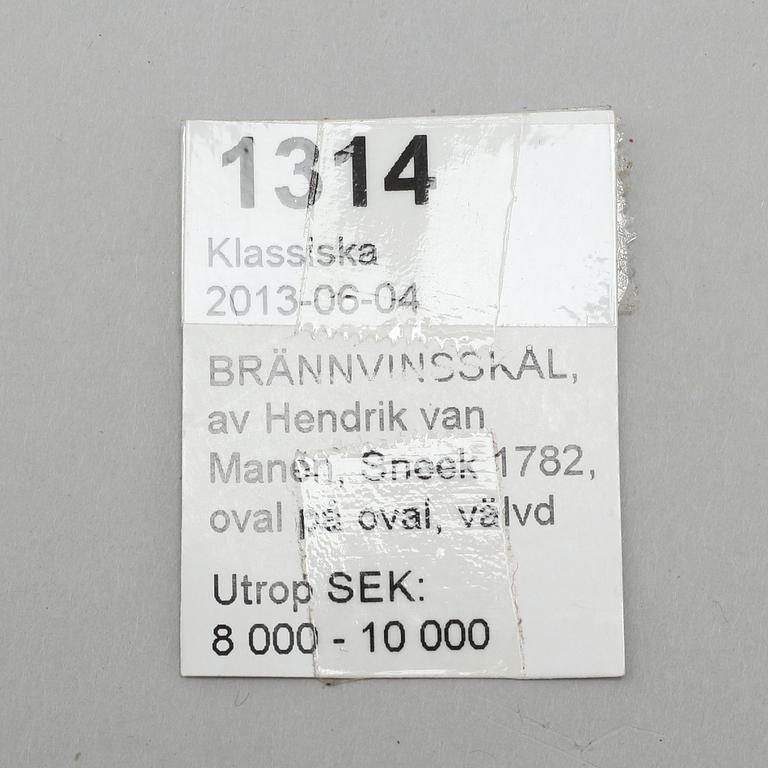 1314
Klassiska
2013-06-04
BRÄNNVINSSKÅL,
av Hendrik van
Manen, Sneek 1782,
oval på oval, välvd
Utrop SEK:
8 000 - 10 000